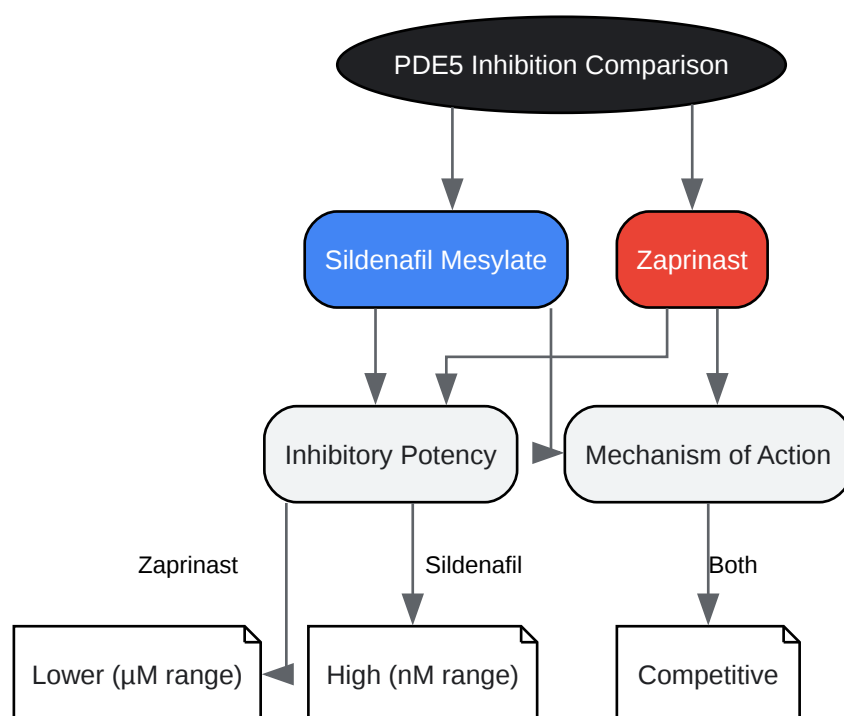 PDE5 Inhibition Comparison
Sildenafil Mesylate
Zaprinast
Inhibitory Potency
Mechanism of Action
Zaprinast
Sildenafil
Both
Lower (µM range)
High (nM range)
Competitive